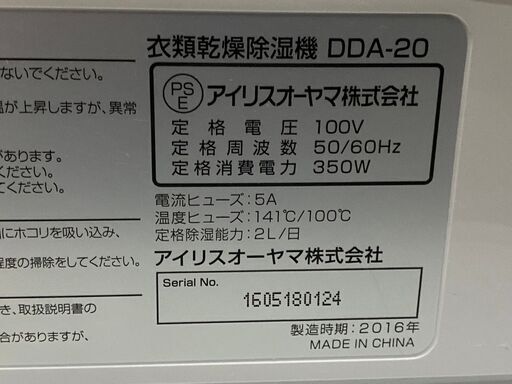 衣類乾燥除湿機 DDA-20
PS
E
アイリスオーヤマ株式会社
定格電圧 100V
定格周波数 50/60Hz
定格消費電力 350W
電流ヒューズ:5A
温度ヒューズ:141℃/100℃
定格除湿能力:2L/日
アイリスオーヤマ株式会社
Serial No.
1605180124
製造時期:2016年
MADE IN CHINA
ないでください。
温が上昇しますが、異常
があります。
ください。
ください。
にホコリを吸い込み、
程度の掃除をしてください。
き、取扱説明書の
合がありますが、